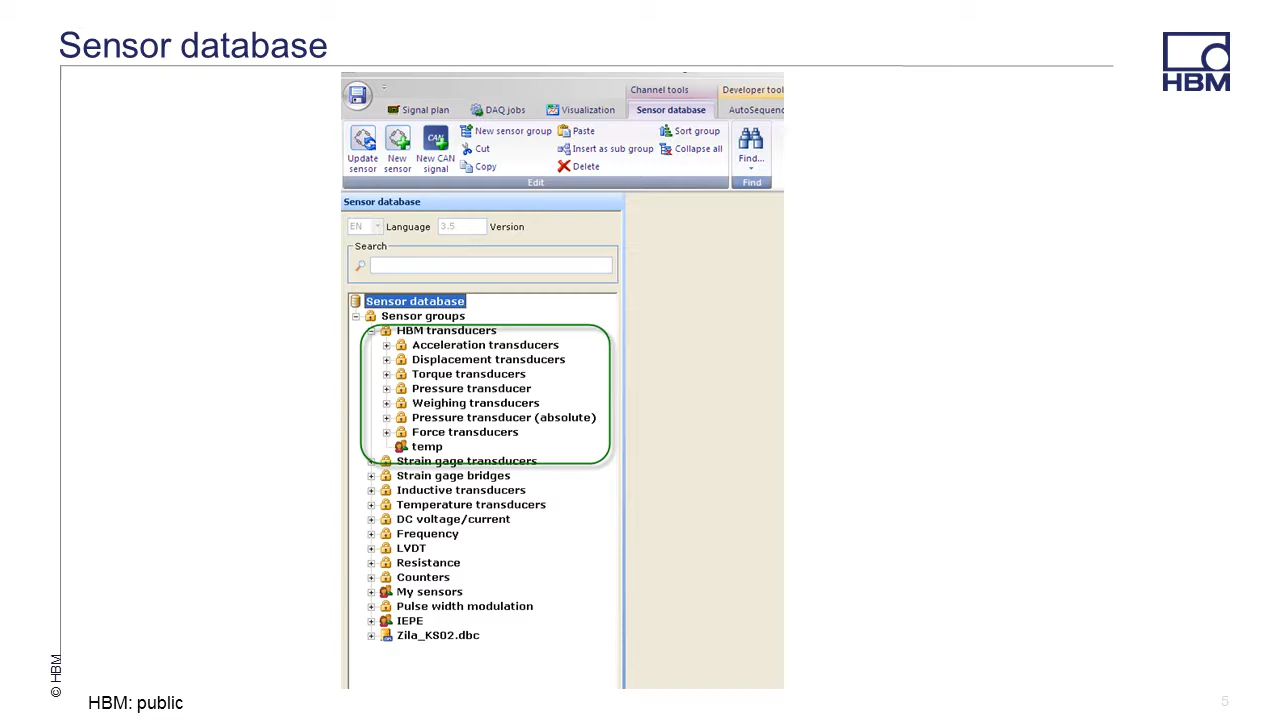 Sensor database
HBM
Channel tools
Developer tool
Signal plan
DAQ jobs
Visualization
Sensor database
AutoSequenc
Update sensor
New sensor
New CAN signal
CAN
New sensor group
Cut
Copy
Paste
Insert as sub group
Delete
Sort group
Collapse all
Find...
Edit
Find
Sensor database
EN Language 3.5 Version
Search
Sensor database
Sensor groups
HBM transducers
Acceleration transducers
Displacement transducers
Torque transducers
Pressure transducer
Weighing transducers
Pressure transducer (absolute)
Force transducers
temp
Strain gage transducers
Strain gage bridges
Inductive transducers
Temperature transducers
DC voltage/current
Frequency
LVDT
Resistance
Counters
My sensors
Pulse width modulation
IEPE
Zila_KS02.dbc
© HBM
HBM: public
5